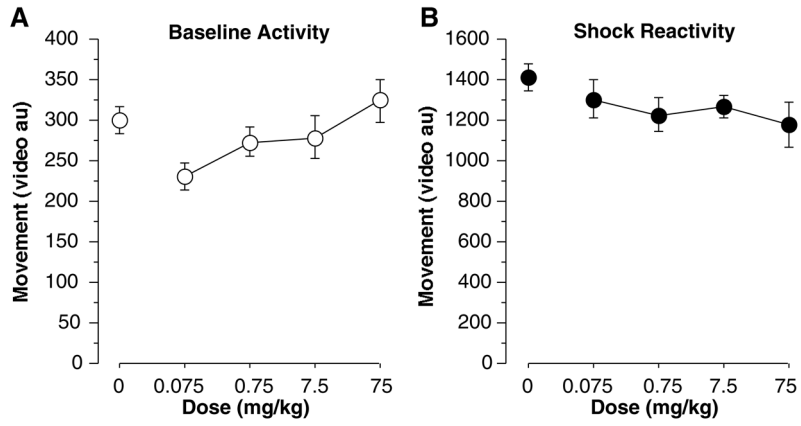 A
Baseline Activity
Movement (video au)
400
350
300
250
200
150
100
50
0
0 0.075 0.75 7.5 75
Dose (mg/kg)
B
Shock Reactivity
Movement (video au)
1600
1400
1200
1000
800
600
400
200
0
0 0.075 0.75 7.5 75
Dose (mg/kg)